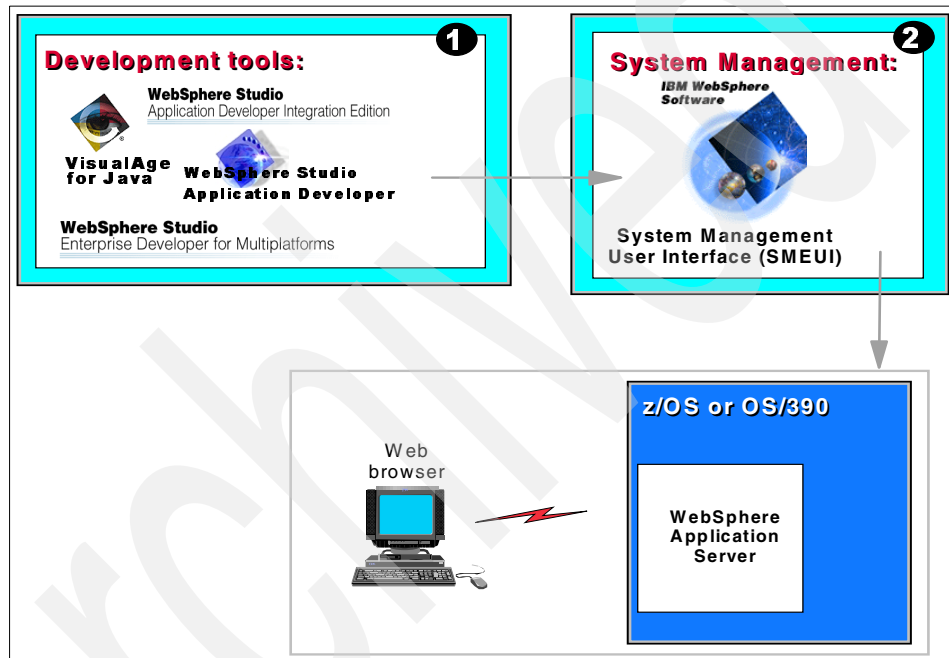 1
Development tools:
WebSphere Studio
Application Developer Integration Edition
VisualAge
for Java
WebSphere Studio
Application Developer
WebSphere Studio
Enterprise Developer for Multiplatforms
2
System Management:
IBM WebSphere
Software
System Management
User Interface (SMEUI)
z/OS or OS/390
Web
browser
WebSphere
Application
Server